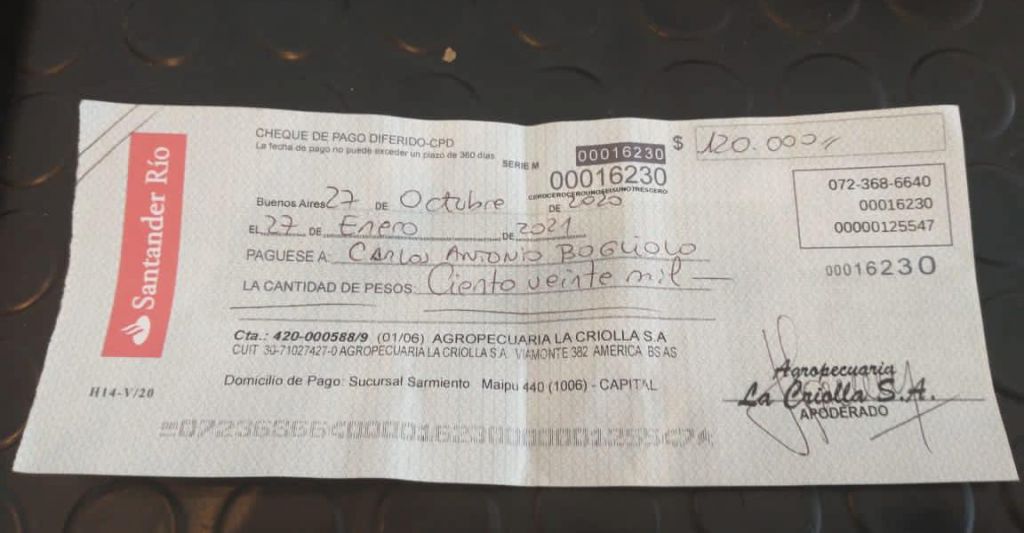 Santander Río
H14-V/20
CHEQUE DE PAGO DIFERIDO-CPD
La fecha de pago no puede exceder un plazo de 360 días
SERIE M
00016230
00016230
CEROCEROCEROUNOSEISDOSTRESCERO
$ 120.000
Buenos Aires 27 DE Octubre DE 2020
EL 27 DE Enero DE 2021
PAGUESE A: CARLOS ANTONIO BOGLIOLO
LA CANTIDAD DE PESOS: Ciento veinte mil —
072-368-6640
00016230
00000125547
00016230
Cta.: 420-000588/9 (01/06) AGROPECUARIA LA CRIOLLA S.A
CUIT 30-71027427-0 AGROPECUARIA LA CRIOLLA S.A. VIAMONTE 382 AMERICA BS AS
Domicilio de Pago: Sucursal Sarmiento Maipu 440 (1006) - CAPITAL
Agropecuaria
La Criolla S.A.
APODERADO